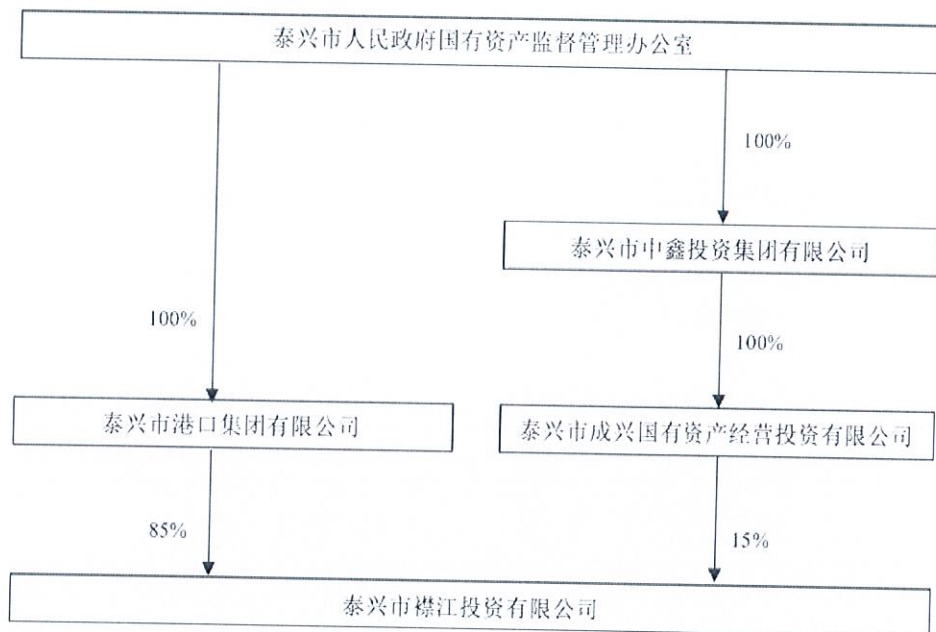 泰兴市人民政府国有资产监督管理办公室
100%
泰兴市中鑫投资集团有限公司
100%
100%
泰兴市港口集团有限公司
泰兴市成兴国有资产经营投资有限公司
85%
15%
泰兴市襟江投资有限公司